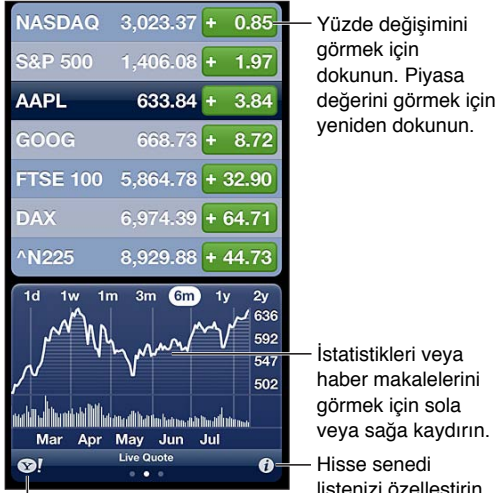 NASDAQ 3,023.37 + 0.85
S&P 500 1,406.08 + 1.97
AAPL 633.84 + 3.84
GOOG 668.73 + 8.72
FTSE 100 5,864.78 + 32.90
DAX 6,974.39 + 64.71
^N225 8,929.88 + 44.73
1d 1w 1m 3m 6m 1y 2y
636
592
547
502
Mar Apr May Jun Jul
Live Quote
Y!
i
Yüzde değişimini
görmek için
dokunun. Piyasa
değerini görmek için
yeniden dokunun.
İstatistikleri veya
haber makalelerini
görmek için sola
veya sağa kaydırın.
Hisse senedi
listenizi özelleştirin